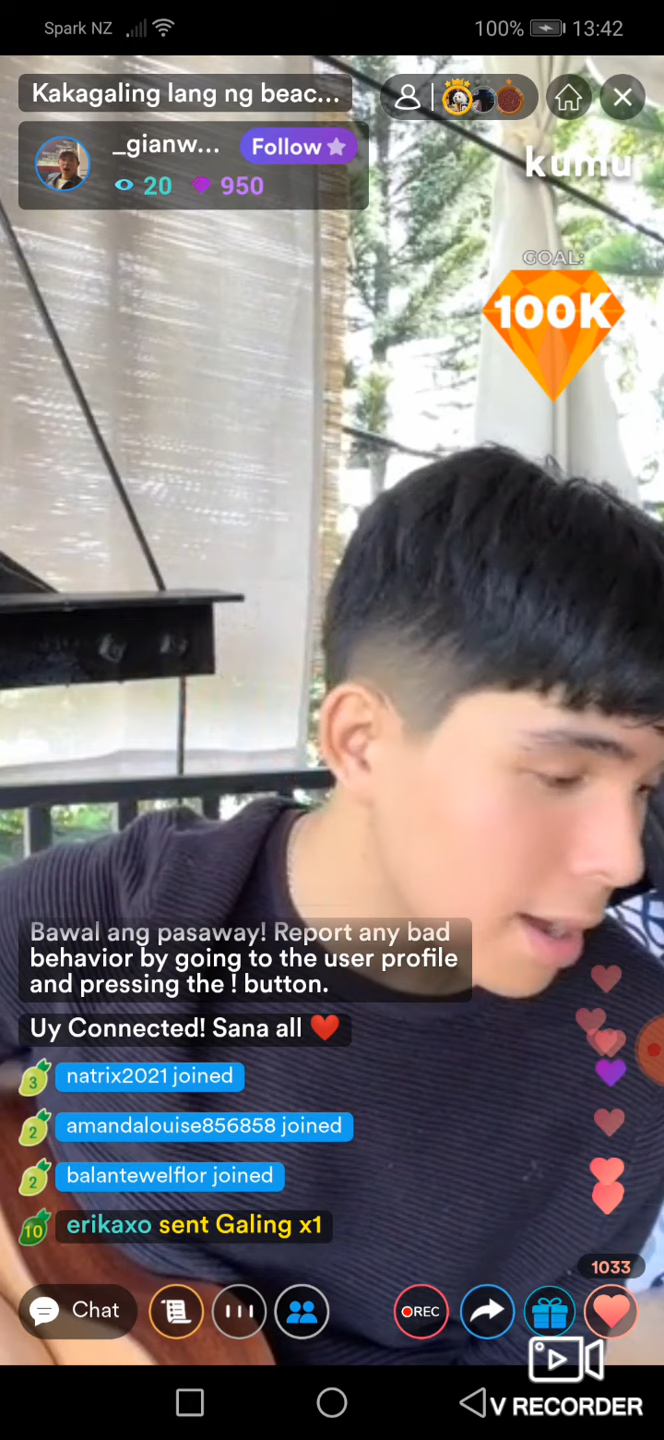 Spark NZ
100%
13:42
Kakagaling lang ng beac...
_gianw...
Follow
20
950
kumu
GOAL:
100K
Bawal ang pasaway! Report any bad
behavior by going to the user profile
and pressing the ! button.
Uy Connected! Sana all ❤️
3 natrix2021 joined
2 amandalouise856858 joined
2 balantewelflor joined
10 erikaxo sent Galing x1
1033
Chat
REC
V RECORDER